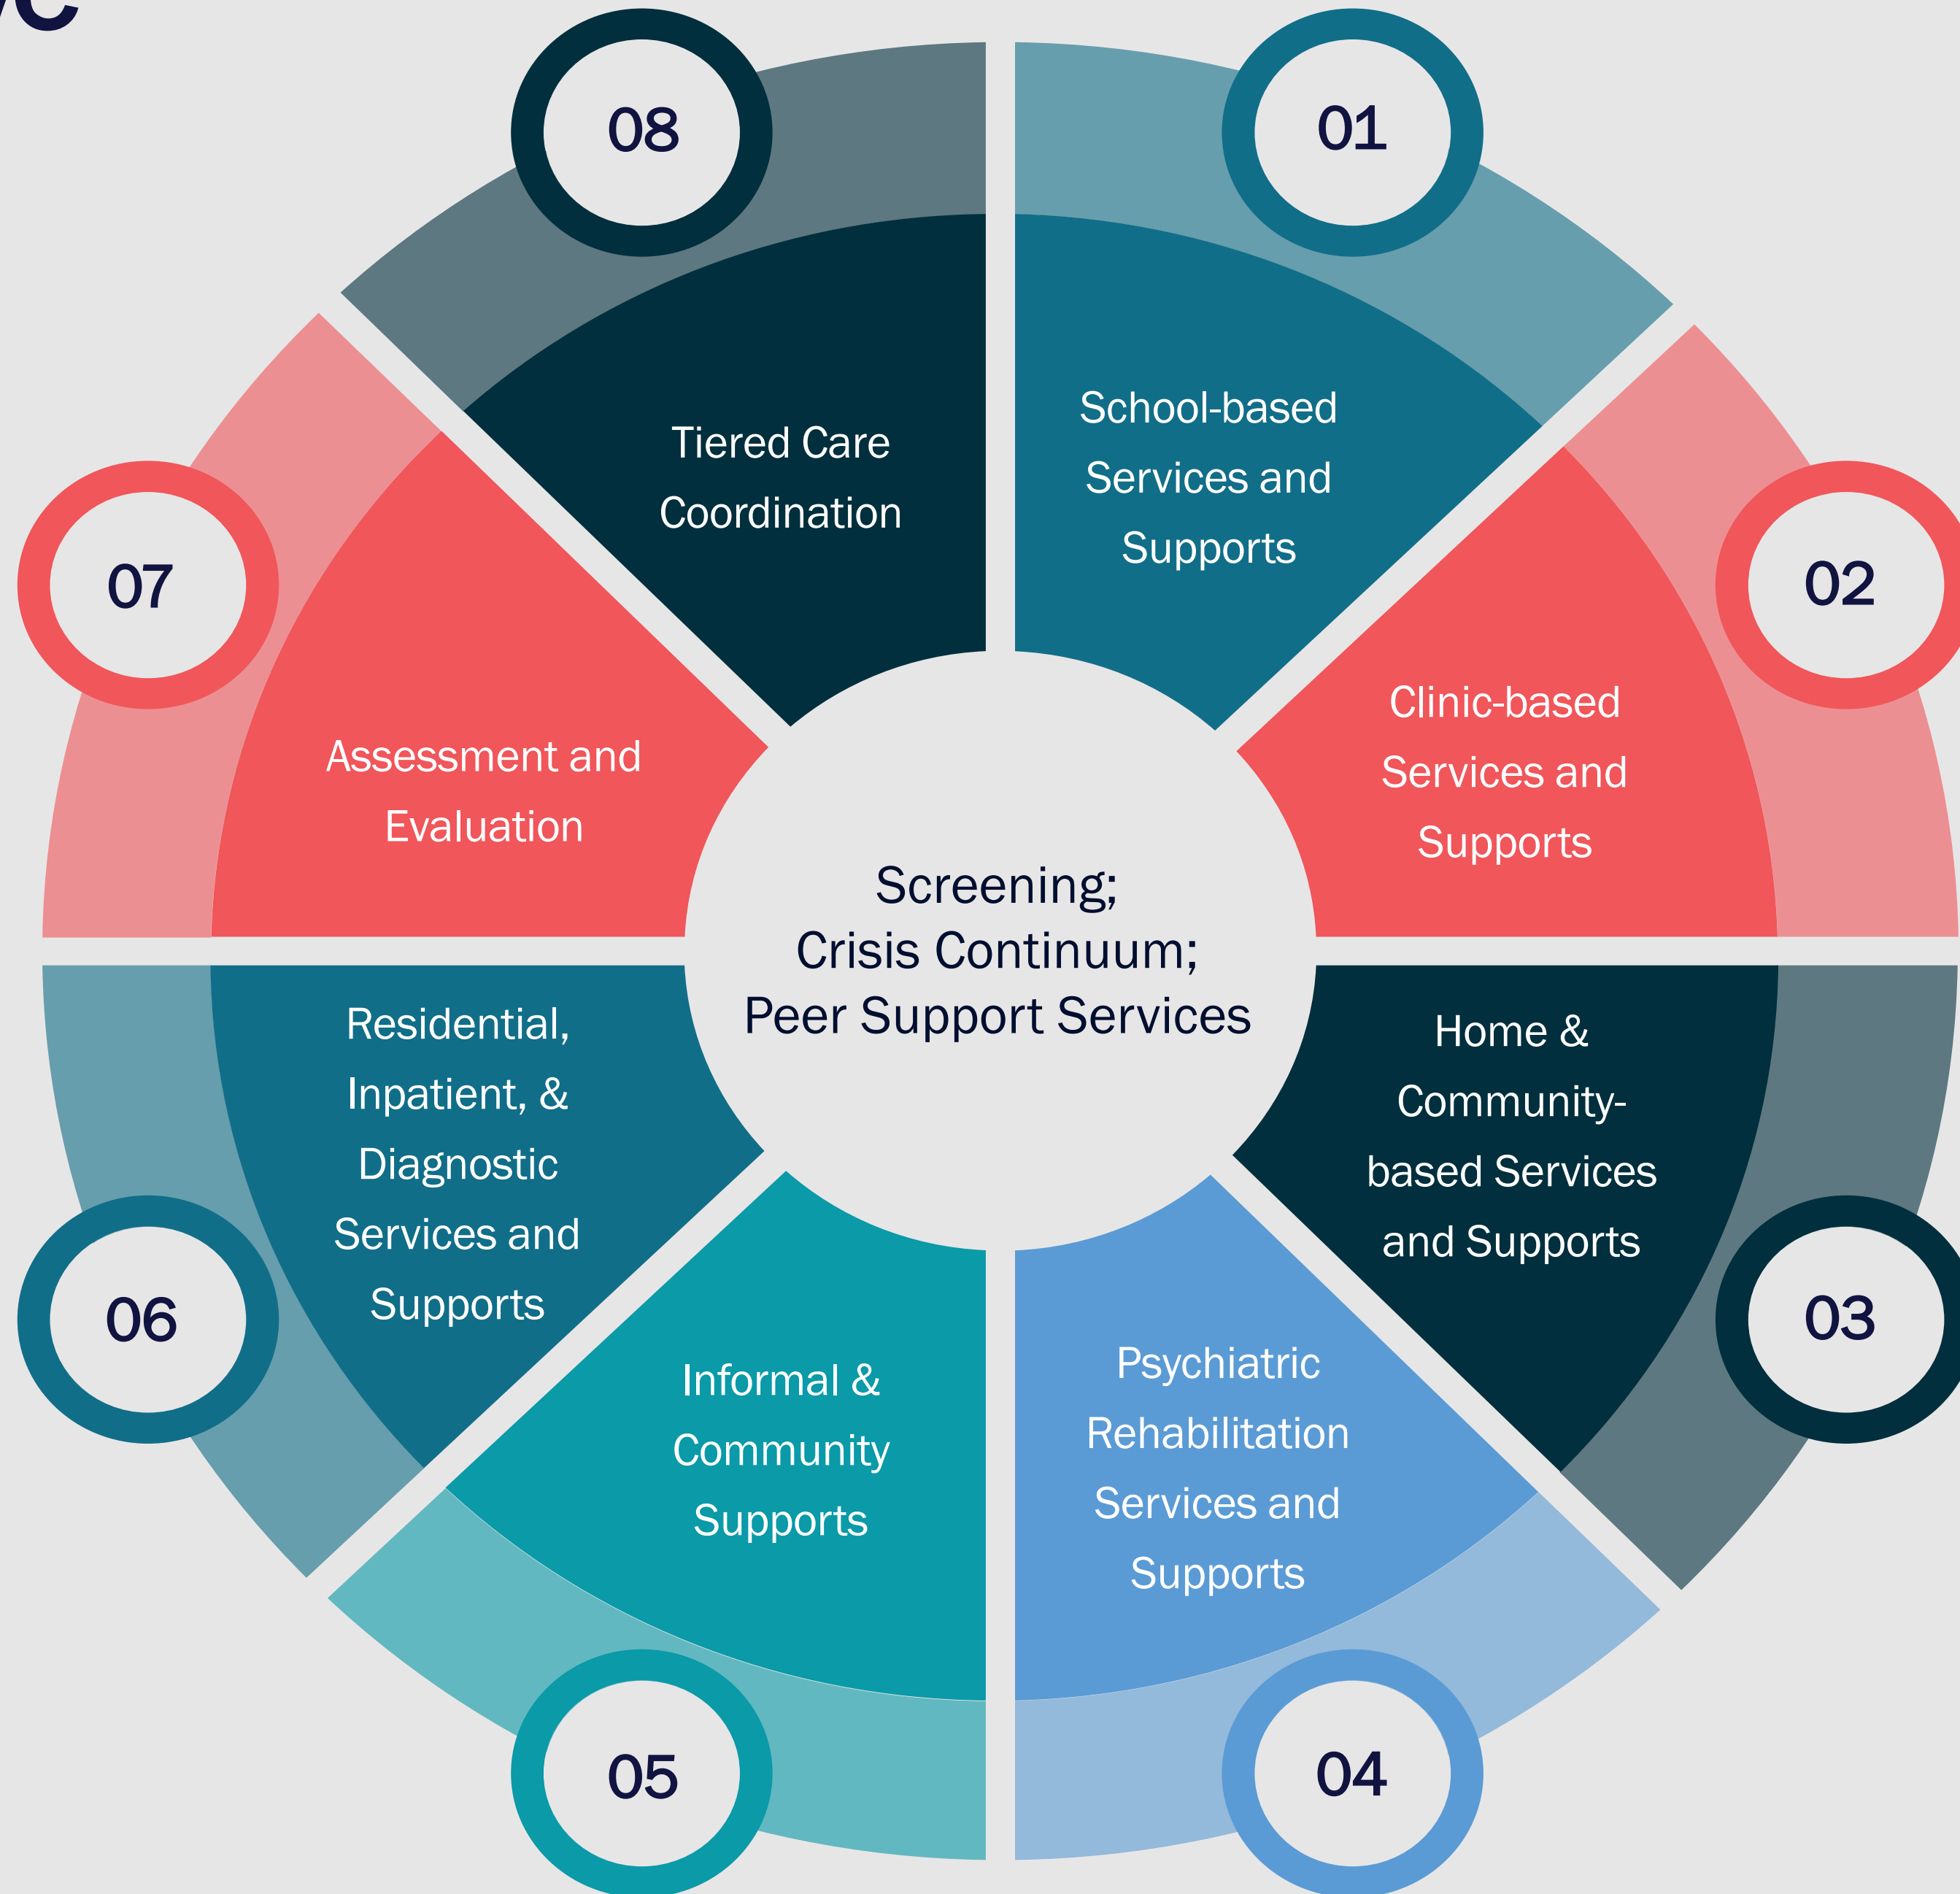 01
School-based
Services and
Supports
02
Clinic-based
Services and
Supports
03
Home &
Community-
based Services
and Supports
04
Psychiatric
Rehabilitation
Services and
Supports
05
Informal &
Community
Supports
06
Residential,
Inpatient, &
Diagnostic
Services and
Supports
07
Assessment and
Evaluation
08
Tiered Care
Coordination
Screening;
Crisis Continuum;
Peer Support Services